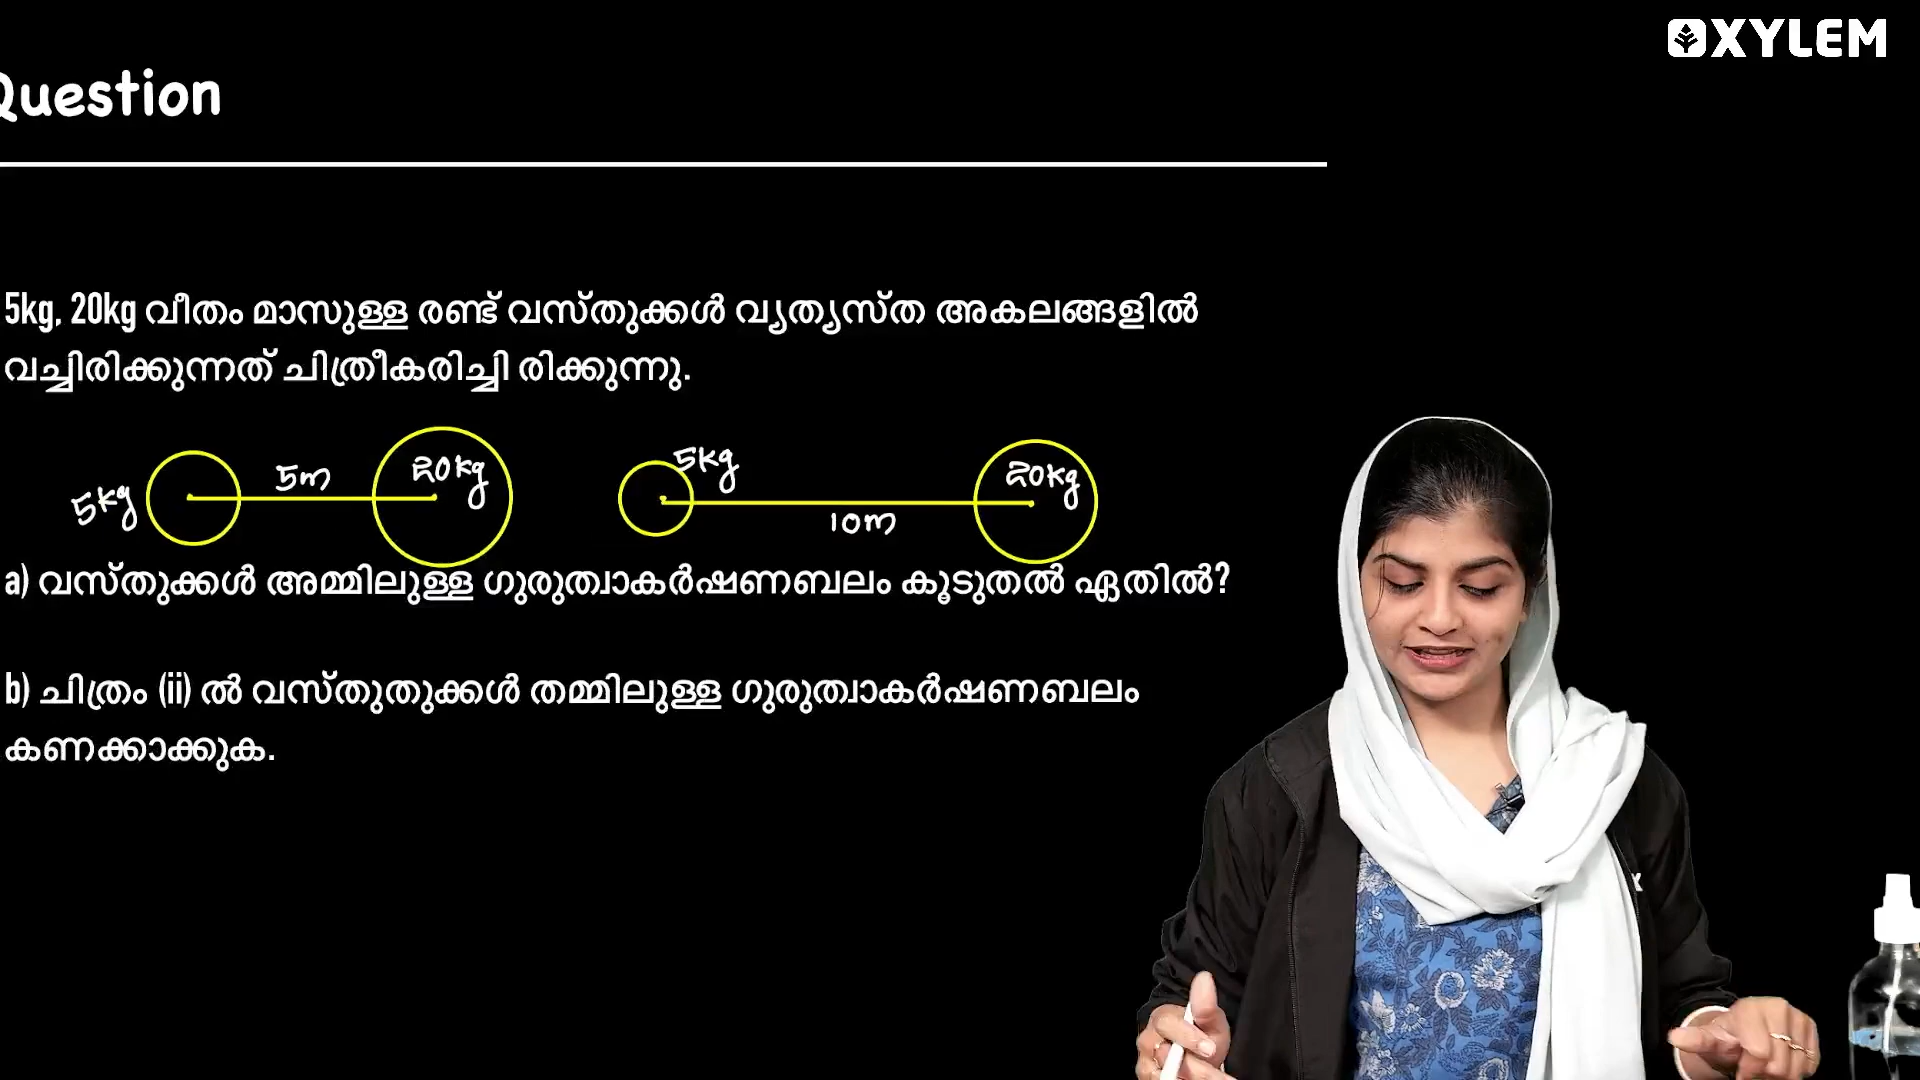 XYLEM
Question
5kg, 20kg വീതം മാസുള്ള രണ്ട് വസ്തുക്കൾ വ്യത്യസ്ത അകലങ്ങളിൽ
വച്ചിരിക്കുന്നത് ചിത്രീകരിച്ചി രിക്കുന്നു.
5kg 5m 20kg 5kg 10m 20kg
a) വസ്തുക്കൾ അമ്മിലുള്ള ഗുരുത്വാകർഷണബലം കൂടുതൽ ഏതിൽ?
b) ചിത്രം (ii) ൽ വസ്തുതുക്കൾ തമ്മിലുള്ള ഗുരുത്വാകർഷണബലം
കണക്കാക്കുക.